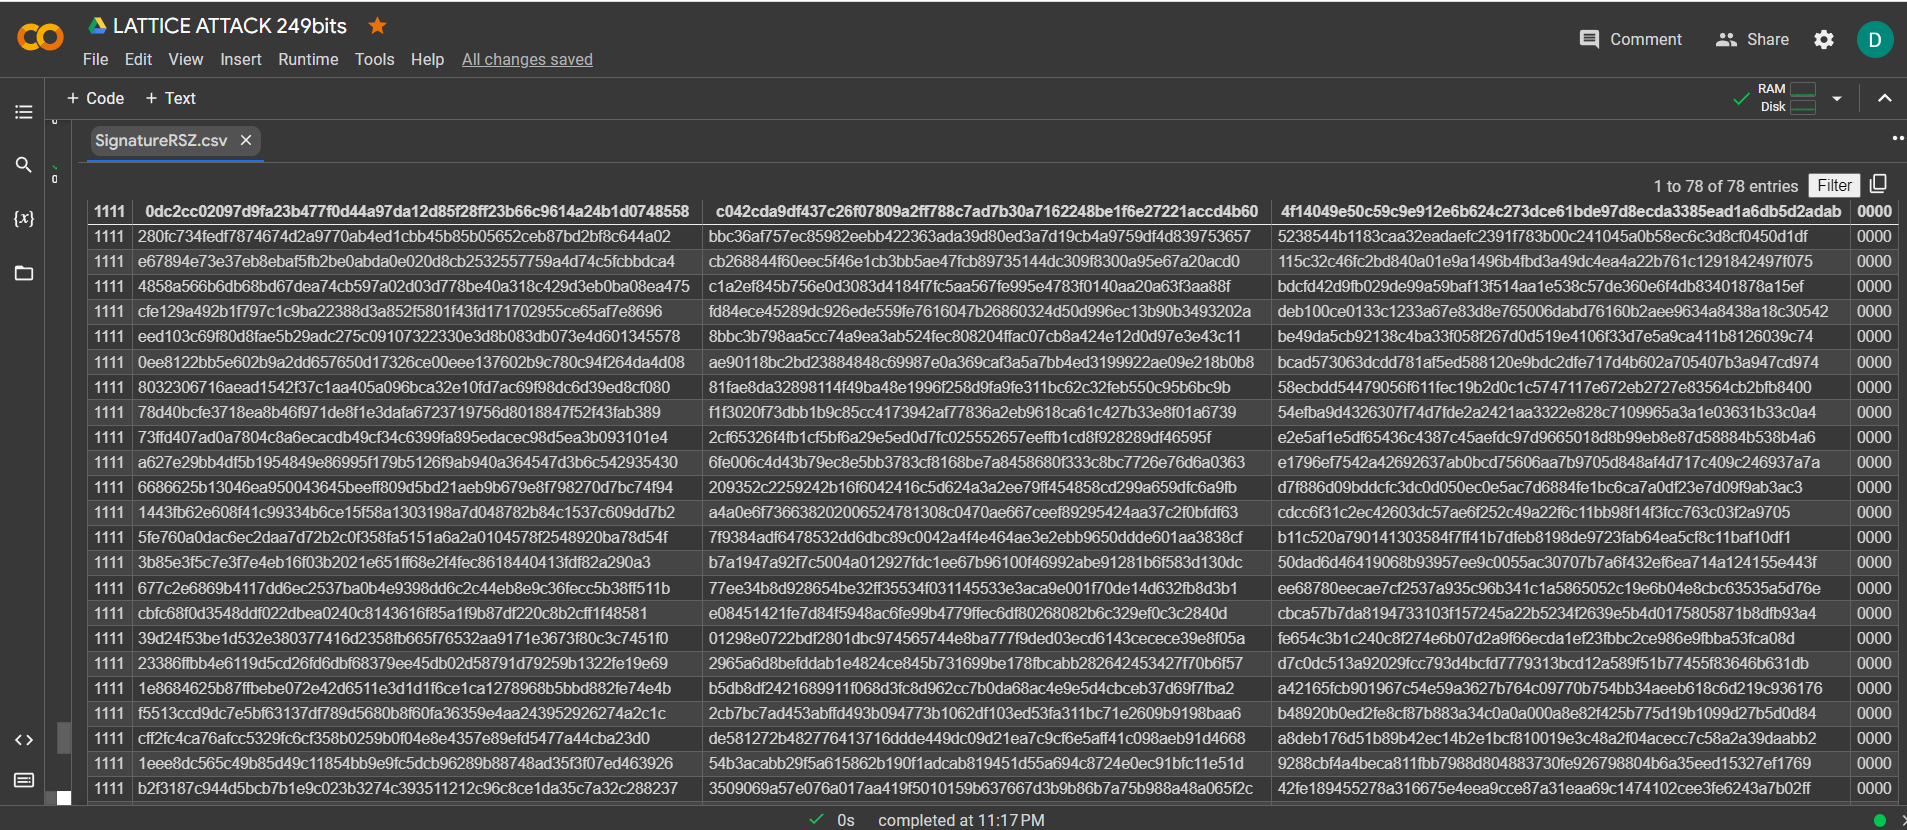 LATTICE ATTACK 249bits
File Edit View Insert Runtime Tools Help All changes saved
Comment Share D
+ Code + Text
RAM
Disk
SignatureRSZ.csv
1 to 78 of 78 entries Filter
1111 0dc2cc02097d9fa23b477f0d44a97da12d85f28ff23b66c9614a24b1d0748558 c042cda9df437c26f07809a2ff788c7ad7b30a7162248be1f6e27221accd4b60 4f14049e50c59c9e912e6b624c273dce61bde97d8ecda3385ead1a6db5d2adab 0000
1111 280fc734fedf7874674d2a9770ab4ed1cbb45b85b05652ceb87bd2bf8c644a02 bbc36af757ec85982eebb422363ada39d80ed3a7d19cb4a9759df4d839753657 5238544b1183caa32eadaefc2391f783b00c241045a0b58ec6c3d8cf0450d1df 0000
1111 e67894e73e37eb8ebaf5fb2be0abda0e020d8cb2532557759a4d74c5fcbbdca4 cb268844f60eec5f46e1cb3bb5ae47fcb89735144dc309f8300a95e67a20acd0 115c32c46fc2bd840a01e9a1496b4fbd3a49dc4ea4a22b761c1291842497f075 0000
1111 4858a566b6db68bd67dea74cb597a02d03d778be40a318c429d3eb0ba08ea475 c1a2ef845b756e0d3083d4184f7fc5aa567fe995e4783f0140aa20a63f3aa88f bdcfd42d9fb029de99a59baf13f514aa1e538c57de360e6f4db83401878a15ef 0000
1111 cfe129a492b1f797c1c9ba22388d3a852f5801f43fd171702955ce65af7e8696 fd84ece45289dc926ede559fe7616047b26860324d50d996ec13b90b3493202a deb100ce0133c1233a67e83d8e765006dabd76160b2aee9634a8438a18c30542 0000
1111 eed103c69f80d8fae5b29adc275c09107322330e3d8b083db073e4d601345578 8bbc3b798aa5cc74a9ea3ab524fec808204ffac07cb8a424e12d0d97e3e43c11 be49da5cb92138c4ba33f058f267d0d519e4106f33d7e5a9ca411b8126039c74 0000
1111 0ee8122bb5e602b9a2dd657650d17326ce00eee137602b9c780c94f264da4d08 ae90118bc2bd23884848c69987e0a369caf3a5a7bb4ed3199922ae09e218b0b8 bcad573063dcdd781af5ed588120e9bdc2dfe717d4b602a705407b3a947cd974 0000
1111 8032306716aead1542f37c1aa405a096bca32e10fd7ac69f98dc6d39ed8cf080 81fae8da32898114f49ba48e1996f258d9fa9fe311bc62c32feb550c95b6bc9b 58ecbdd54479056f611fec19b2d0c1c5747117e672eb2727e83564cb2bfb8400 0000
1111 78d40bcfe3718ea8b46f971de8f1e3dafa6723719756d8018847f52f43fab389 f1f3020f73dbb1b9c85cc4173942af77836a2eb9618ca61c427b33e8f01a6739 54efba9d4326307f74d7fde2a2421aa3322e828c7109965a3a1e03631b33c0a4 0000
1111 73ffd407ad0a7804c8a6ecacdb49cf34c6399fa895edacec98d5ea3b093101e4 2cf65326f4fb1cf5bf6a29e5ed0d7fc025552657eeffb1cd8f928289df46595f e2e5af1e5df65436c4387c45aefdc97d9665018d8b99eb8e87d58884b538b4a6 0000
1111 a627e29bb4df5b1954849e86995f179b5126f9ab940a364547d3b6c542935430 6fe006c4d43b79ec8e5bb3783cf8168be7a8458680f333c8bc7726e76d6a0363 e1796ef7542a42692637ab0bcd75606aa7b9705d848af4d717c409c246937a7a 0000
1111 6686625b13046ea950043645beeff809d5bd21aeb9b679e8f798270d7bc74f94 209352c2259242b16f6042416c5d624a3a2ee79ff454858cd299a659dfc6a9fb d7f886d09bddcfc3dc0d050ec0e5ac7d6884fe1bc6ca7a0df23e7d09f9ab3ac3 0000
1111 1443fb62e608f41c99334b6ce15f58a1303198a7d048782b84c1537c609dd7b2 a4a0e6f736638202006524781308c0470ae667ceef89295424aa37c2f0bfdf63 cdcc6f31c2ec42603dc57ae6f252c49a22f6c11bb98f14f3fcc763c03f2a9705 0000
1111 5fe760a0dac6ec2daa7d72b2c0f358fa5151a6a2a0104578f2548920ba78d54f 7f9384adf6478532dd6dbc89c0042a4f4e464ae3e2ebb9650ddde601aa3838cf b11c520a790141303584f7ff41b7dfeb8198de9723fab64ea5cf8c11baf10df1 0000
1111 3b85e3f5c7e3f7e4eb16f03b2021e651ff68e2f4fec8618440413fdf82a290a3 b7a1947a92f7c5004a012927fdc1ee67b96100f46992abe91281b6f583d130dc 50dad6d46419068b93957ee9c0055ac30707b7a6f432ef6ea714a124155e443f 0000
1111 677c2e6869b4117dd6ec2537ba0b4e9398dd6c2c44eb8e9c36fecc5b38ff511b 77ee34b8d928654be32ff35534f031145533e3aca9e001f70de14d632fb8d3b1 ee68780eecae7cf2537a935c96b341c1a5865052c19e6b04e8cbc63535a5d76e 0000
1111 cbfc68f0d3548ddf022dbea0240c8143616f85a1f9b87df220c8b2cff1f48581 e08451421fe7d84f5948ac6fe99b4779ffec6df80268082b6c329ef0c3c2840d cbca57b7da8194733103f157245a22b5234f2639e5b4d0175805871b8dfb93a4 0000
1111 39d24f53be1d532e380377416d2358fb665f76532aa9171e3673f80c3c7451f0 01298e0722bdf2801dbc974565744e8ba777f9ded03ecd6143cecece39e8f05a fe654c3b1c240c8f274e6b07d2a9f66ecda1ef23fbbc2ce986e9fbba53fca08d 0000
1111 23386ffbb4e6119d5cd26fd6dbf68379ee45db02d58791d79259b1322fe19e69 2965a6d8befddab1e4824ce845b731699be178fbcabb282642453427f70b6f57 d7c0dc513a92029fcc793d4bcfd7779313bcd12a589f51b77455f83646b631db 0000
1111 1e8684625b87ffbebe072e42d6511e3d1d1f6ce1ca1278968b5bbd882fe74e4b b5db8df2421689911f068d3fc8d962cc7b0da68ac4e9e5d4cbceb37d69f7fba2 a42165fcb901967c54e59a3627b764c09770b754bb34aeeb618c6d219c936176 0000
1111 f5513ccd9dc7e5bf63137df789d5680b8f60fa36359e4aa243952926274a2c1c 2cb7bc7ad453abffd493b094773b1062df103ed53fa311bc71e2609b9198baa6 b48920b0ed2fe8cf87b883a34c0a0a000a8e82f425b775d19b1099d27b5d0d84 0000
1111 cff2fc4ca76afcc5329fc6cf358b0259b0f04e8e4357e89efd5477a44cba23d0 de581272b482776413716ddde449dc09d21ea7c9cf6e5aff41c098aeb91d4668 a8deb176d51b89b42ec14b2e1bcf810019e3c48a2f04acecc7c58a2a39daabb2 0000
1111 1eee8dc565c49b85d49c11854bb9e9fc5dcb96289b88748ad35f3f07ed463926 54b3acabb29f5a615862b190f1adcab819451d55a694c8724e0ec91bfc11e51d 9288cbf4a4beca811fbb7988d804883730fe926798804b6a35eed15327ef1769 0000
1111 b2f3187c944d5bcb7b1e9c023b3274c393511212c96c8ce1da35c7a32c288237 3509069a57e076a017aa419f5010159b637667d3b9b86b7a75b988a48a065f2c 42fe189455278a316675e4eea9cce87a31eaa69c1474102cee3fe6243a7b02ff 0000
0s completed at 11:17 PM